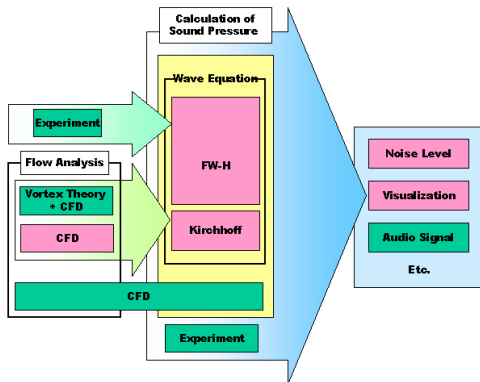 Calculation of
Sound Pressure
Wave Equation
Experiment
FW-H
Flow Analysis
Vortex Theory
+ CFD
CFD
Kirchhoff
CFD
Experiment
Noise Level
Visualization
Audio Signal
Etc.